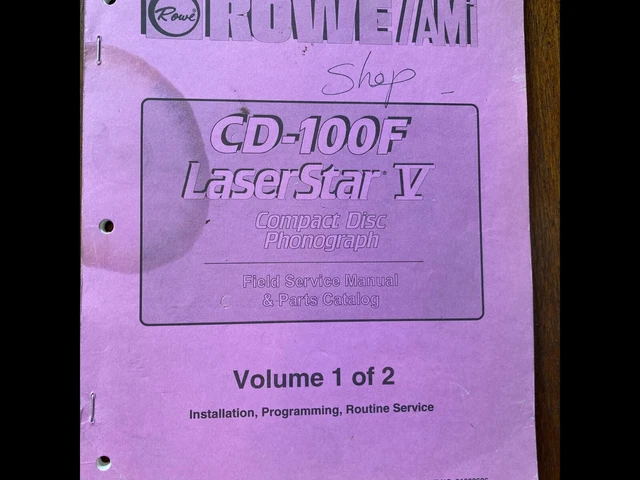 Rowe ROWE/AMi
Shop
CD-100F
LaserStar® V
Compact Disc
Phonograph
Field Service Manual
& Parts Catalog
Volume 1 of 2
Installation, Programming, Routine Service